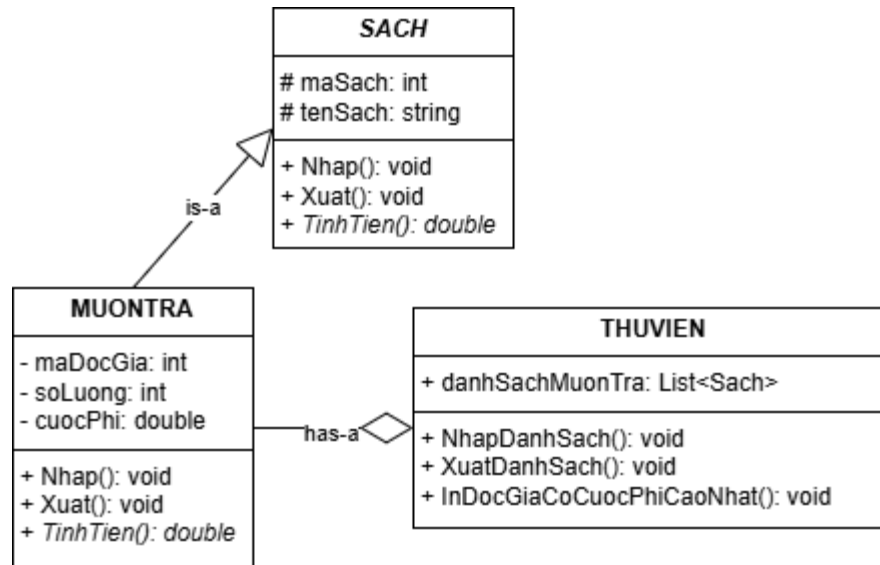 SACH
# maSach: int
# tenSach: string
+ Nhap(): void
+ Xuat(): void
+ TinhTien(): double
is-a
MUONTRA
- maDocGia: int
- soLuong: int
- cuocPhi: double
+ Nhap(): void
+ Xuat(): void
+ TinhTien(): double
has-a
THUVIEN
+ danhSachMuonTra: List<Sach>
+ NhapDanhSach(): void
+ XuatDanhSach(): void
+ InDocGiaCoCuocPhiCaoNhat(): void